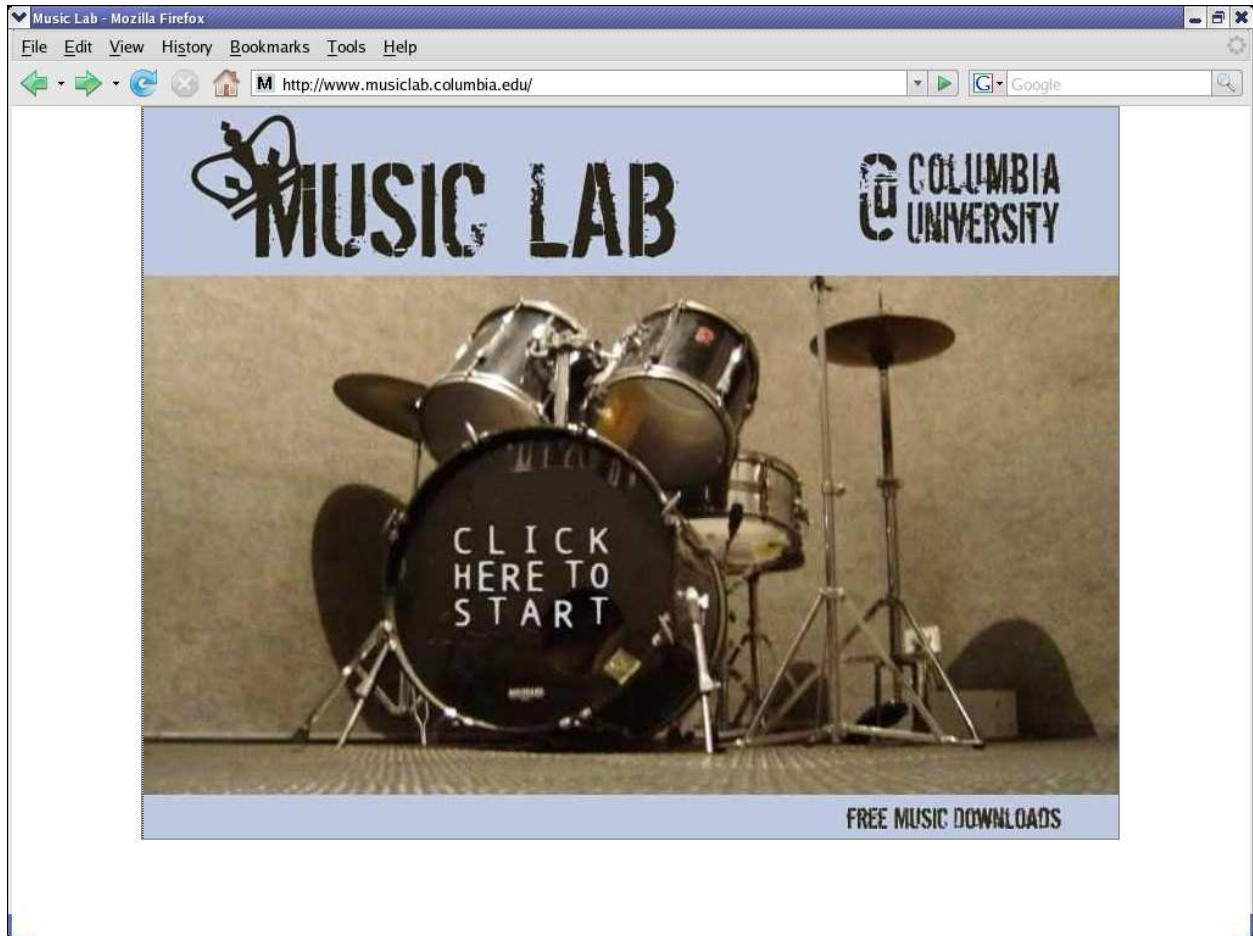 Music Lab - Mozilla Firefox
File Edit View History Bookmarks Tools Help
M http://www.musiclab.columbia.edu/ G Google
MUSIC LAB
@ COLUMBIA
UNIVERSITY
CLICK
HERE TO
START
FREE MUSIC DOWNLOADS